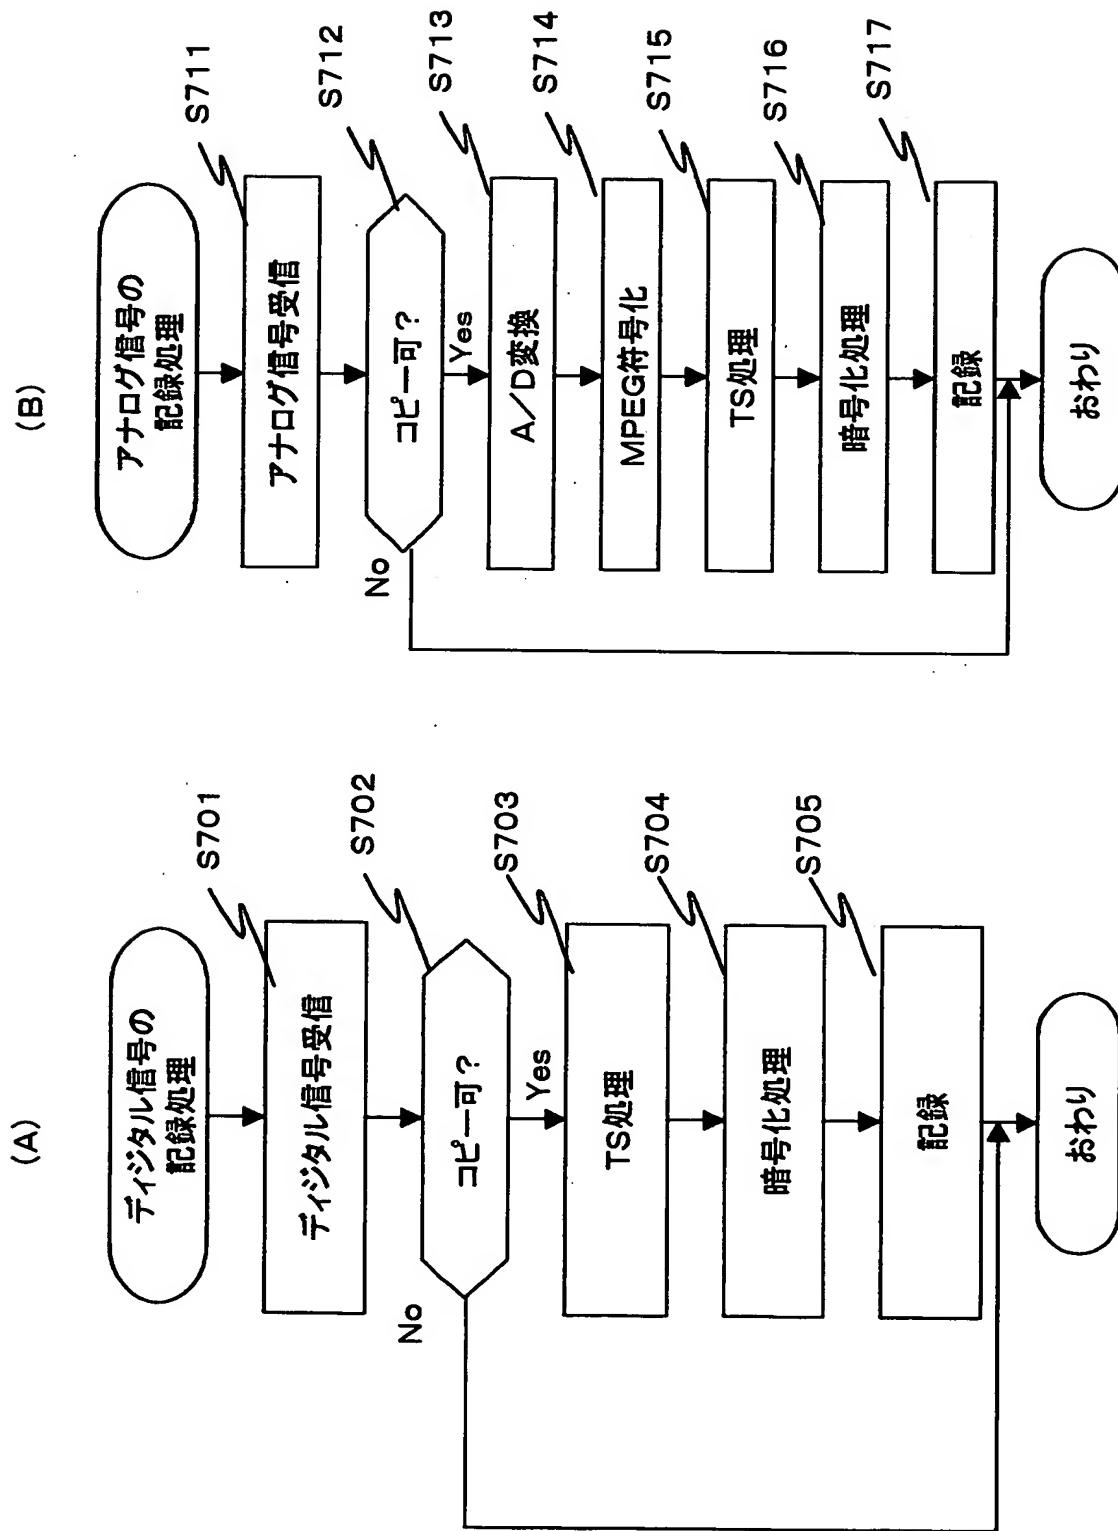 (A)
ディジタル信号の
記録処理
S701
ディジタル信号受信
S702
コピー可?
No
Yes
S703
TS処理
S704
暗号化処理
S705
記録
おわり
(B)
アナログ信号の
記録処理
S711
アナログ信号受信
S712
コピー可?
No
Yes
S713
A/D変換
S714
MPEG符号化
S715
TS処理
S716
暗号化処理
S717
記録
おわり